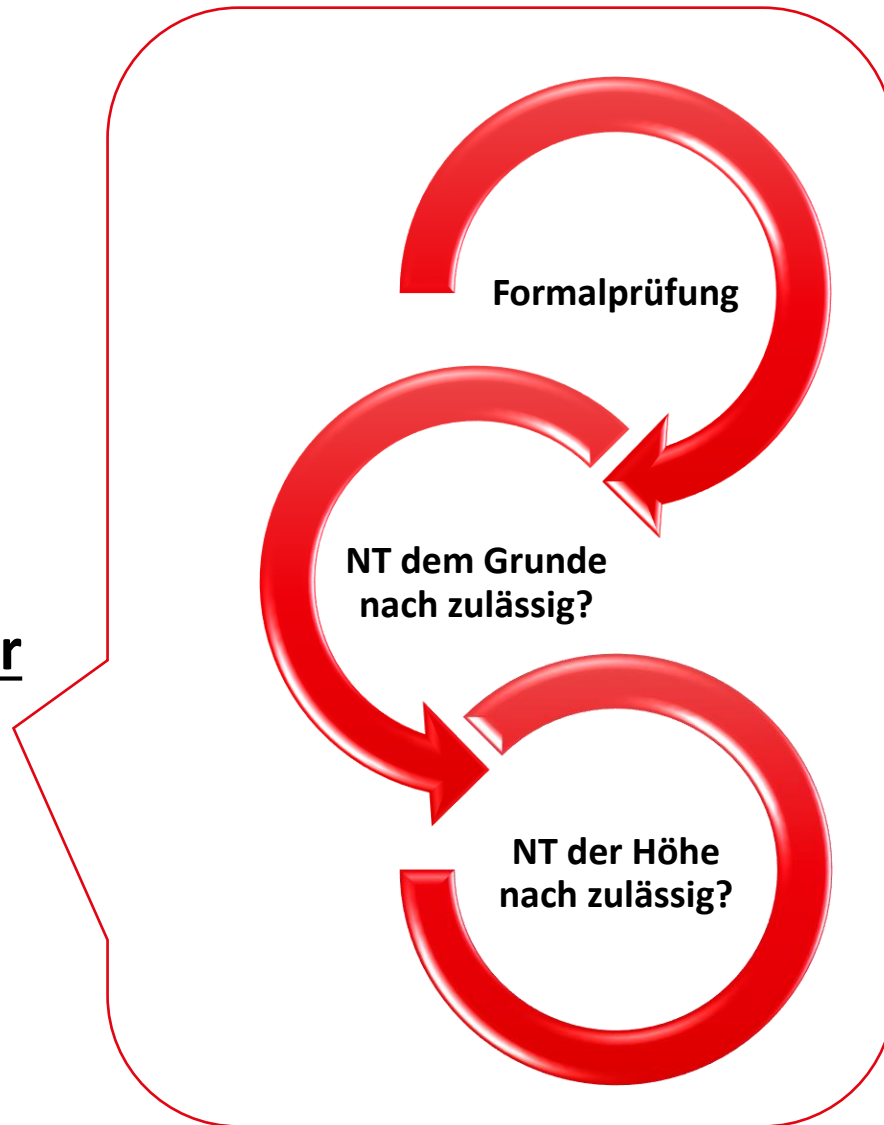 Formalprüfung
NT dem Grunde
nach zulässig?
r
NT der Höhe
nach zulässig?